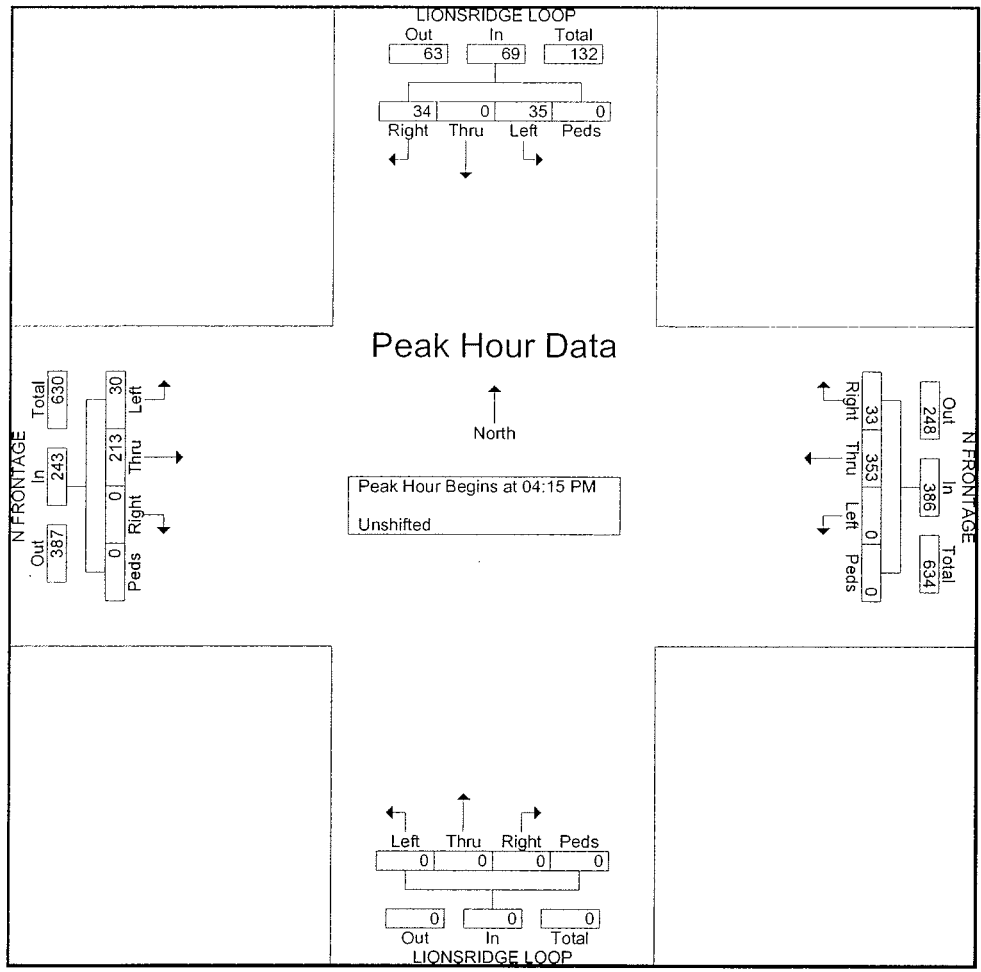 LIONSRIDGE LOOP
Out In Total
63 69 132
34 0 35 0
Right Thru Left Peds
Peak Hour Data
North
Peak Hour Begins at 04:15 PM
Unshifted
N FRONTAGE
Out In Total
387 243 630
0 0 213 30
Peds Right Thru Left
N FRONTAGE
Out In Total
248 386 634
33 353 0 0
Right Thru Left Peds
Left Thru Right Peds
0 0 0 0
0 0 0
Out In Total
LIONSRIDGE LOOP